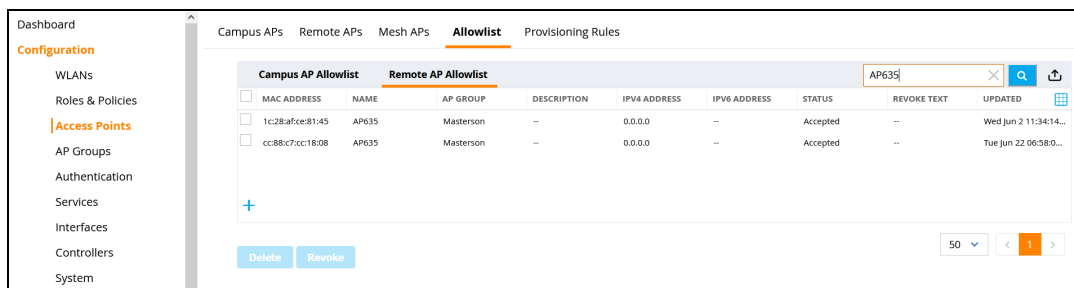 Dashboard
Configuration
WLANs
Roles & Policies
Access Points
AP Groups
Authentication
Services
Interfaces
Controllers
System
Campus APs Remote APs Mesh APs Allowlist Provisioning Rules
Campus AP Allowlist Remote AP Allowlist AP635
MAC ADDRESS NAME AP GROUP DESCRIPTION IPV4 ADDRESS IPV6 ADDRESS STATUS REVOKE TEXT UPDATED
1c:28:af:ce:81:45 AP635 Masterson -- 0.0.0.0 -- Accepted -- Wed Jun 2 11:34:14...
cc:88:c7:cc:18:08 AP635 Masterson -- 0.0.0.0 -- Accepted -- Tue Jun 22 06:58:0...
+
50 < 1 >
Delete Revoke